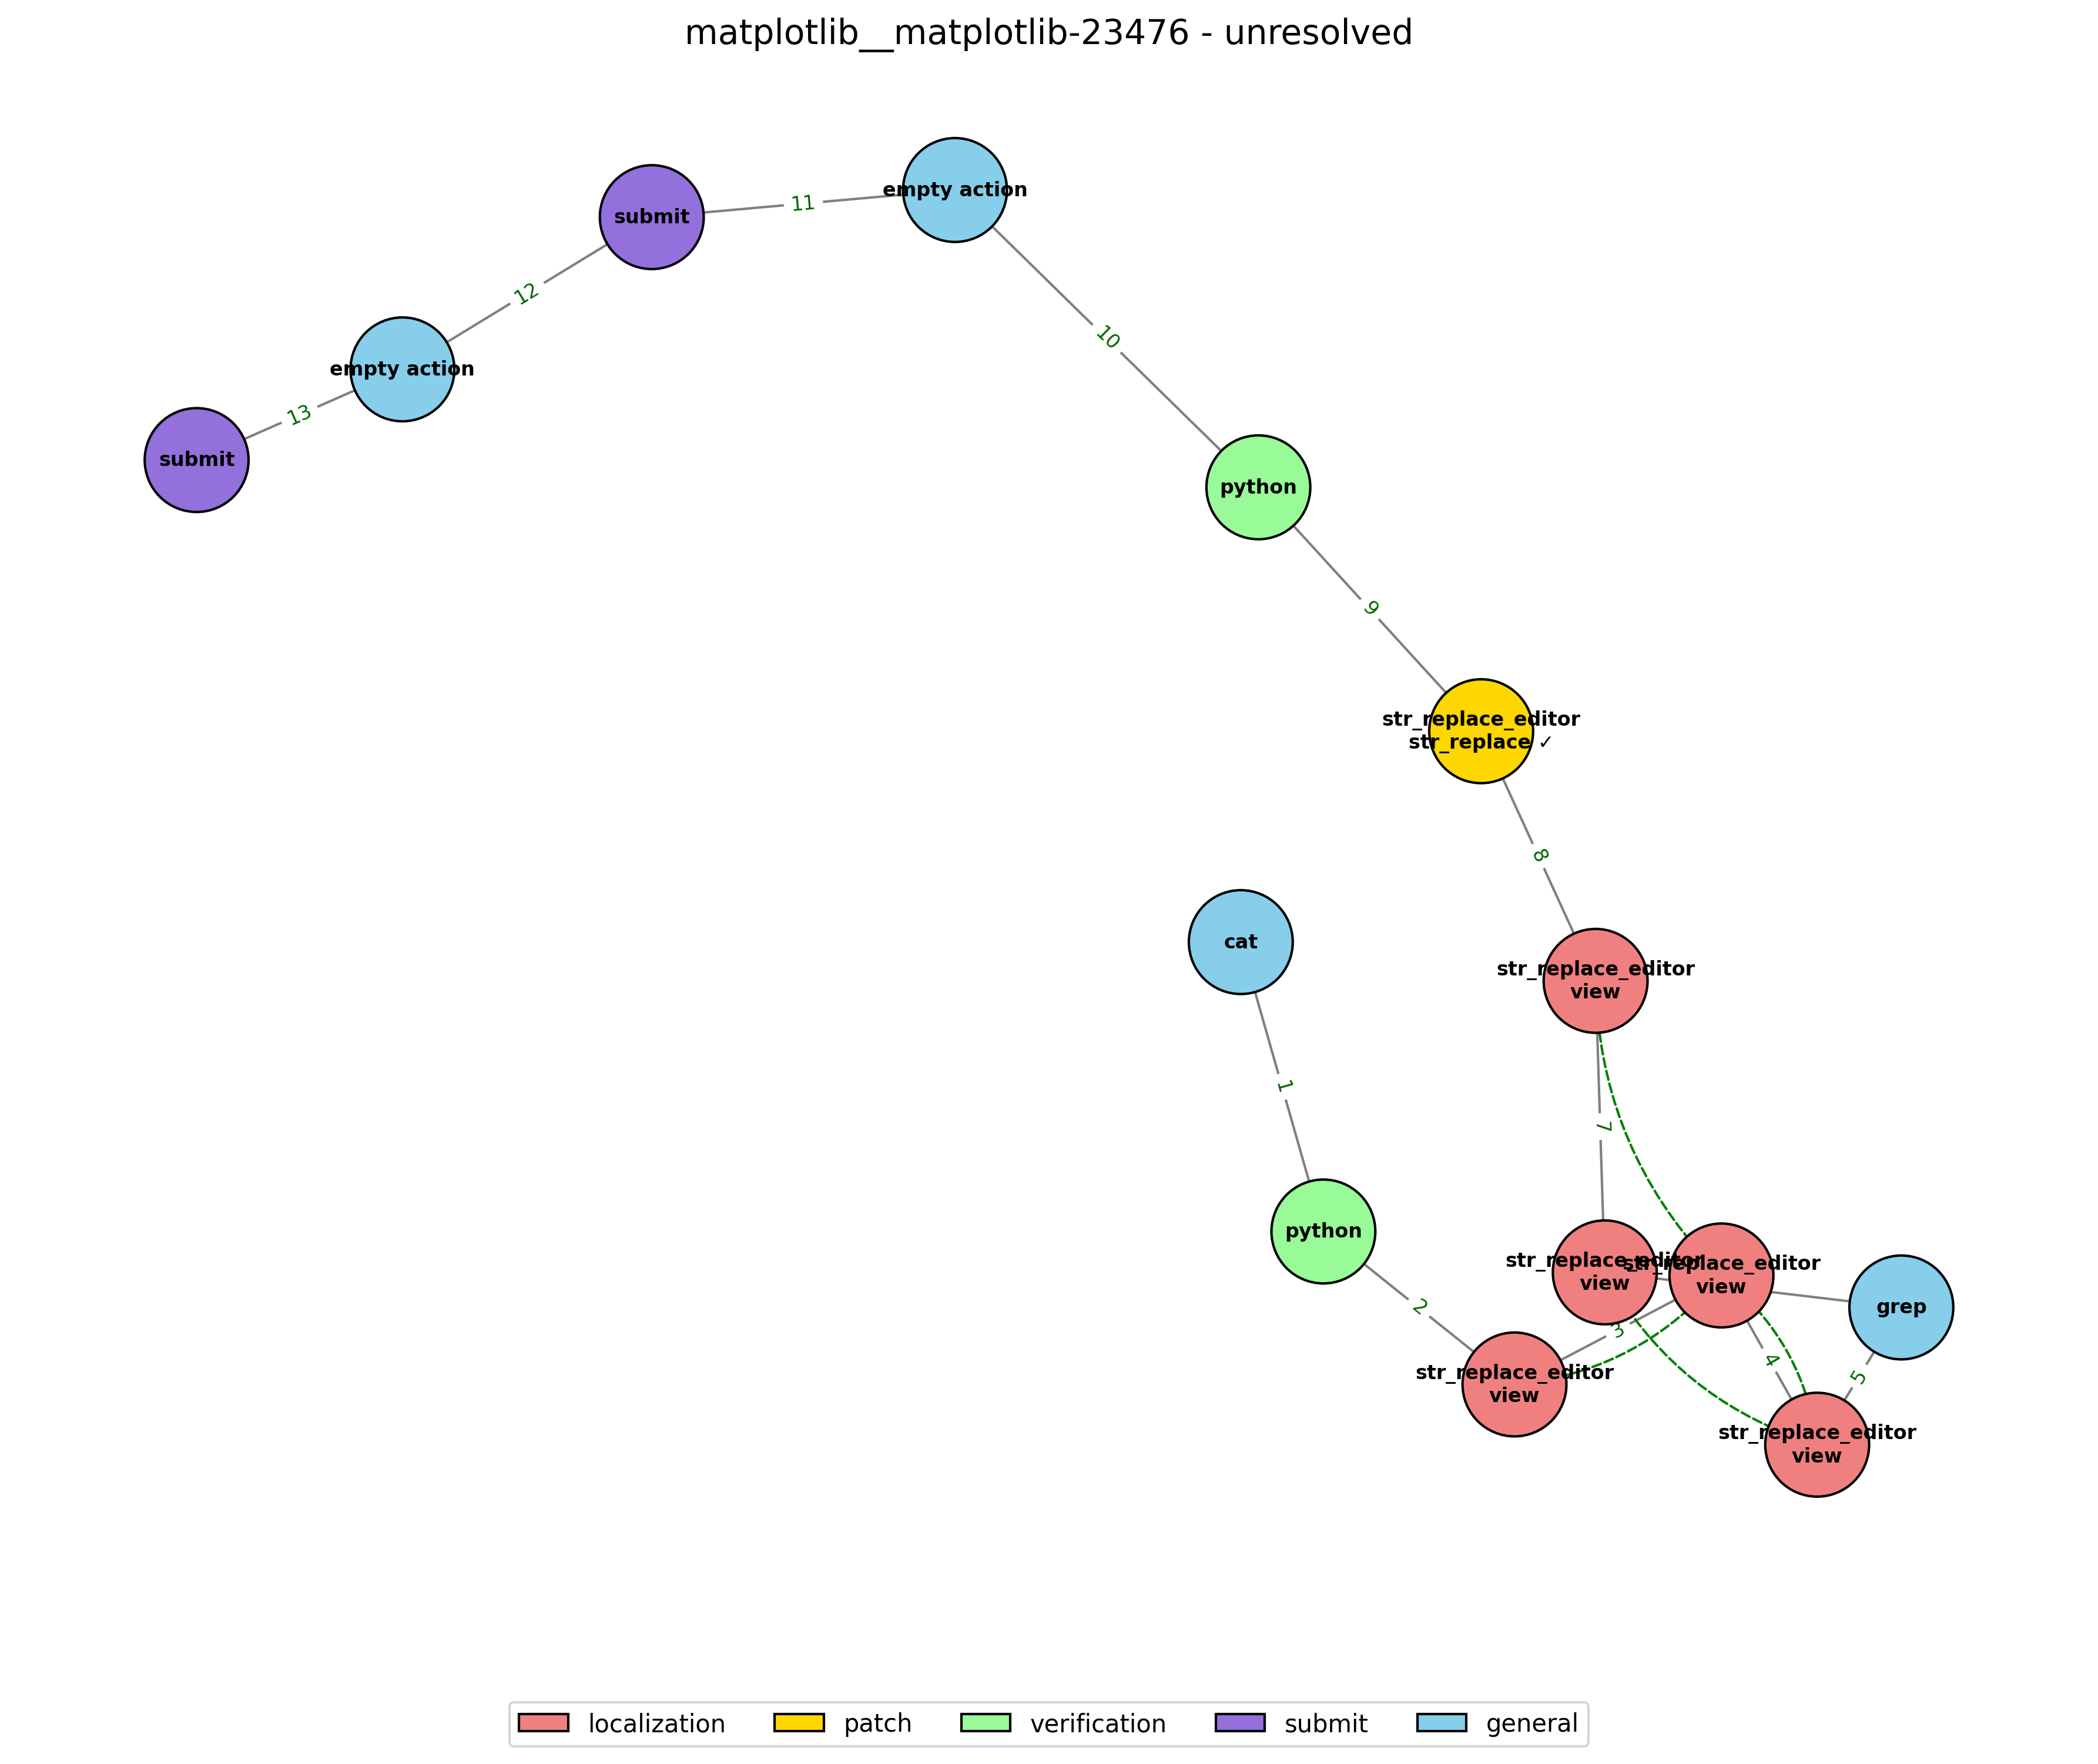 matplotlib__matplotlib-23476 - unresolved
empty action
submit
11
12
10
empty action
13
submit
python
9
str_replace_editor
str_replace ✓
8
cat
str_replace_editor
view
1
7
python
str_replace_editor
view
str_replace_editor
view
grep
2
3
4
5
str_replace_editor
view
str_replace_editor
view
localization
patch
verification
submit
general